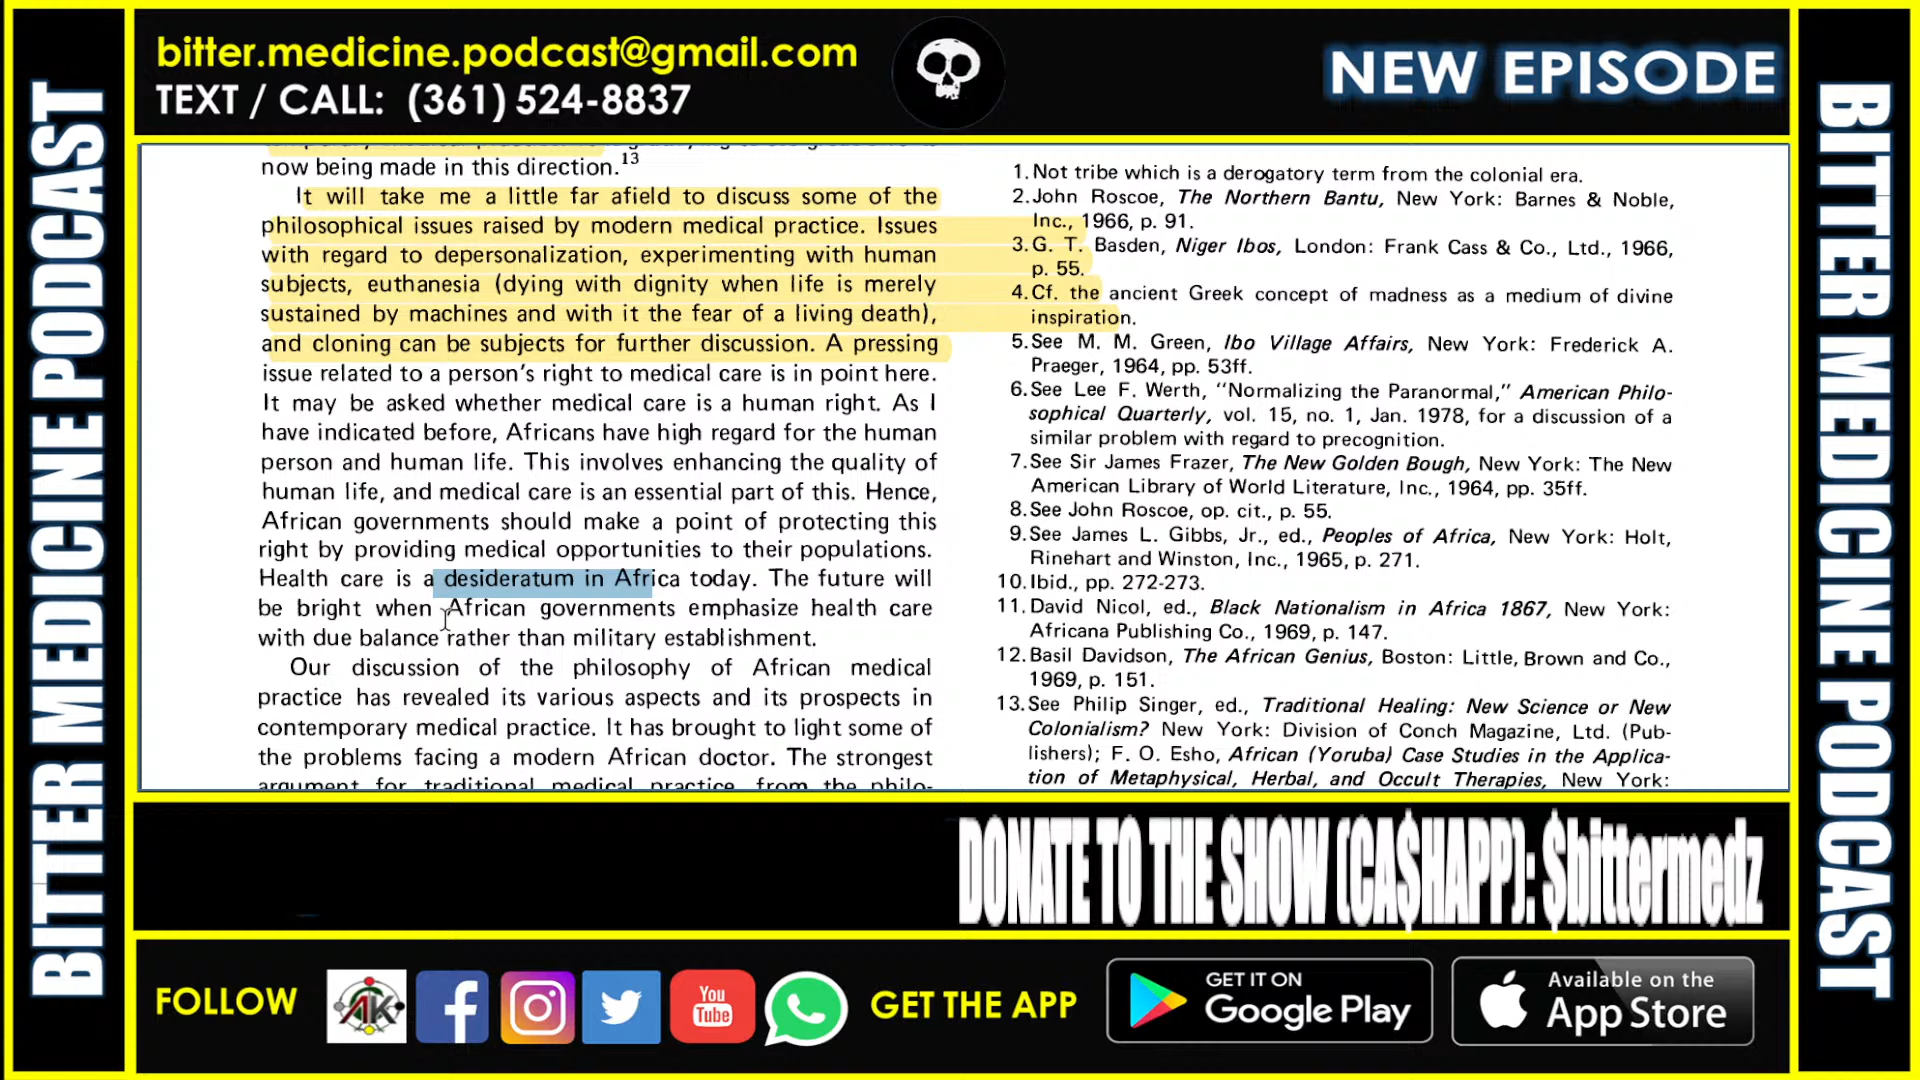 bitter.medicine.podcast@gmail.com
TEXT / CALL: (361) 524-8837
NEW EPISODE
BITTER MEDICINE PODCAST
now being made in this direction.13
It will take me a little far afield to discuss some of the
philosophical issues raised by modern medical practice. Issues
with regard to depersonalization, experimenting with human
subjects, euthanesia (dying with dignity when life is merely
sustained by machines and with it the fear of a living death),
and cloning can be subjects for further discussion. A pressing
issue related to a person's right to medical care is in point here.
It may be asked whether medical care is a human right. As I
have indicated before, Africans have high regard for the human
person and human life. This involves enhancing the quality of
human life, and medical care is an essential part of this. Hence,
African governments should make a point of protecting this
right by providing medical opportunities to their populations.
Health care is a desideratum in Africa today. The future will
be bright when African governments emphasize health care
with due balance rather than military establishment.
Our discussion of the philosophy of African medical
practice has revealed its various aspects and its prospects in
contemporary medical practice. It has brought to light some of
the problems facing a modern African doctor. The strongest
argument for traditional medical practice from the philo-
1. Not tribe which is a derogatory term from the colonial era.
2. John Roscoe, The Northern Bantu, New York: Barnes & Noble,
Inc., 1966, p. 91.
3. G. T. Basden, Niger Ibos, London: Frank Cass & Co., Ltd., 1966,
p. 55.
4. Cf. the ancient Greek concept of madness as a medium of divine
inspiration.
5. See M. M. Green, Ibo Village Affairs, New York: Frederick A.
Praeger, 1964, pp. 53ff.
6. See Lee F. Werth, "Normalizing the Paranormal," American Philo-
sophical Quarterly, vol. 15, no. 1, Jan. 1978, for a discussion of a
similar problem with regard to precognition.
7. See Sir James Frazer, The New Golden Bough, New York: The New
American Library of World Literature, Inc., 1964, pp. 35ff.
8. See John Roscoe, op. cit., p. 55.
9. See James L. Gibbs, Jr., ed., Peoples of Africa, New York: Holt,
Rinehart and Winston, Inc., 1965, p. 271.
10. Ibid., pp. 272-273.
11. David Nicol, ed., Black Nationalism in Africa 1867, New York:
Africana Publishing Co., 1969, p. 147.
12. Basil Davidson, The African Genius, Boston: Little, Brown and Co.,
1969, p. 151.
13. See Philip Singer, ed., Traditional Healing: New Science or New
Colonialism? New York: Division of Conch Magazine, Ltd. (Pub-
lishers); F. O. Esho, African (Yoruba) Case Studies in the Applica-
tion of Metaphysical, Herbal, and Occult Therapies, New York:
BITTER MEDICINE PODCAST
DONATE TO THE SHOW (CA$HAPP): $bittermedz
FOLLOW
AK
You
Tube
GET THE APP
GET IT ON
Google Play
Available on the
App Store